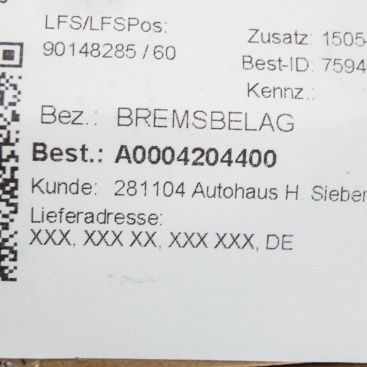 LFS/LFSPos:
90148285 / 60
Zusatz: 1505
Best-ID: 7594
Kennz.:
Bez.: BREMSBELAG
Best.: A0004204400
Kunde: 281104 Autohaus H. Sieber
Lieferadresse:
XXX, XXX XX, XXX XXX, DE